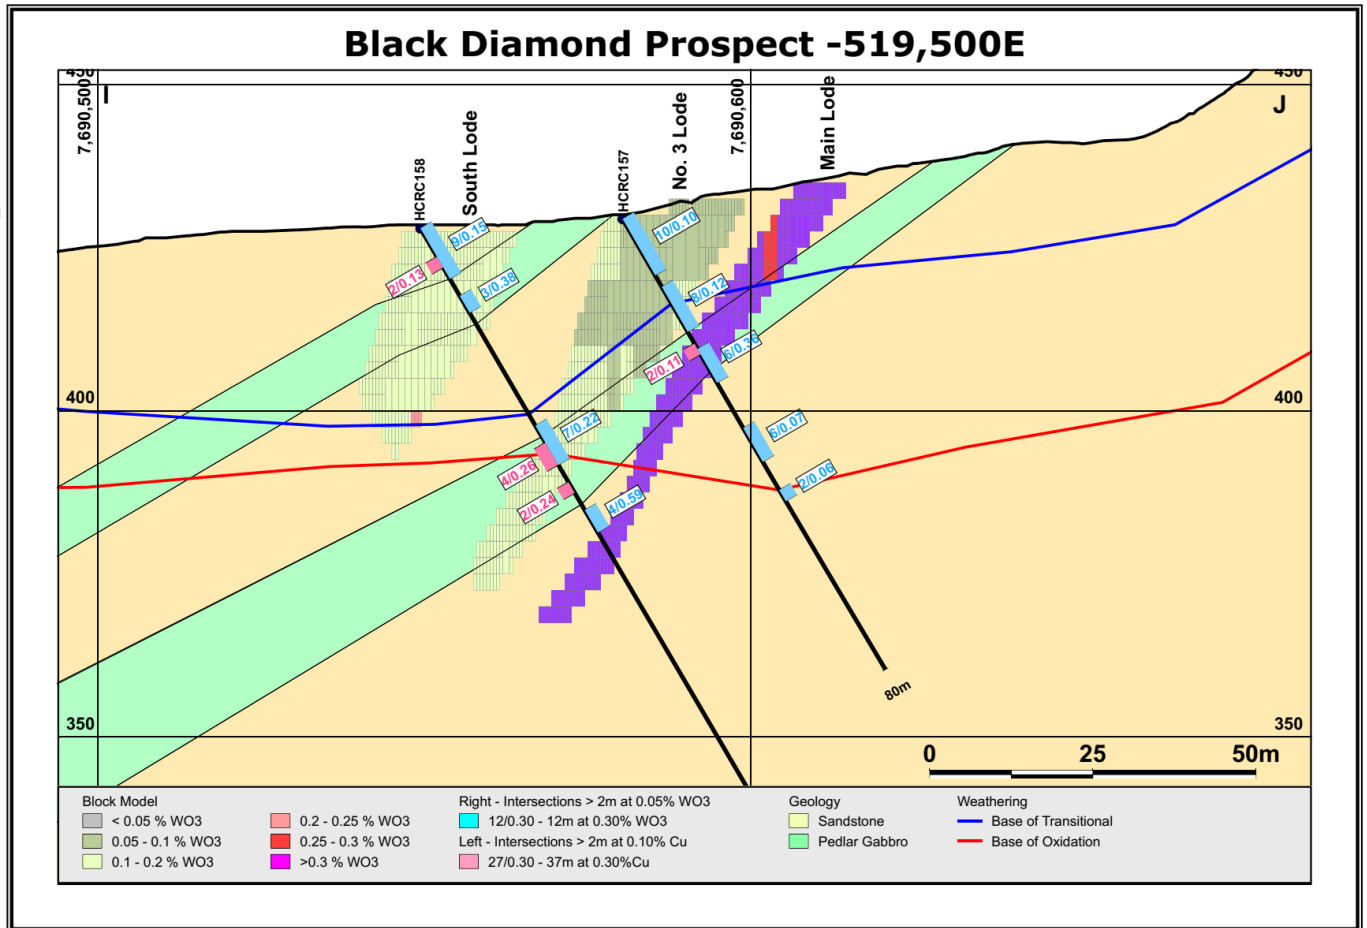 Black Diamond Prospect -519,500E
450
450
7,690,500
I
J
7,690,600
HCRC158
South Lode
HCRC157
No. 3 Lode
Main Lode
9/0.15
2/0.13
3/0.38
10/0.10
8/0.12
6/0.36
2/0.11
400
400
7/0.22
4/0.26
2/0.24
4/0.59
6/0.07
2/0.06
80m
350
350
0 25 50m
Block Model
< 0.05 % WO3
0.05 - 0.1 % WO3
0.1 - 0.2 % WO3
0.2 - 0.25 % WO3
0.25 - 0.3 % WO3
>0.3 % WO3
Right - Intersections > 2m at 0.05% WO3
12/0.30 - 12m at 0.30% WO3
Left - Intersections > 2m at 0.10% Cu
27/0.30 - 37m at 0.30%Cu
Geology
Sandstone
Pedlar Gabbro
Weathering
Base of Transitional
Base of Oxidation